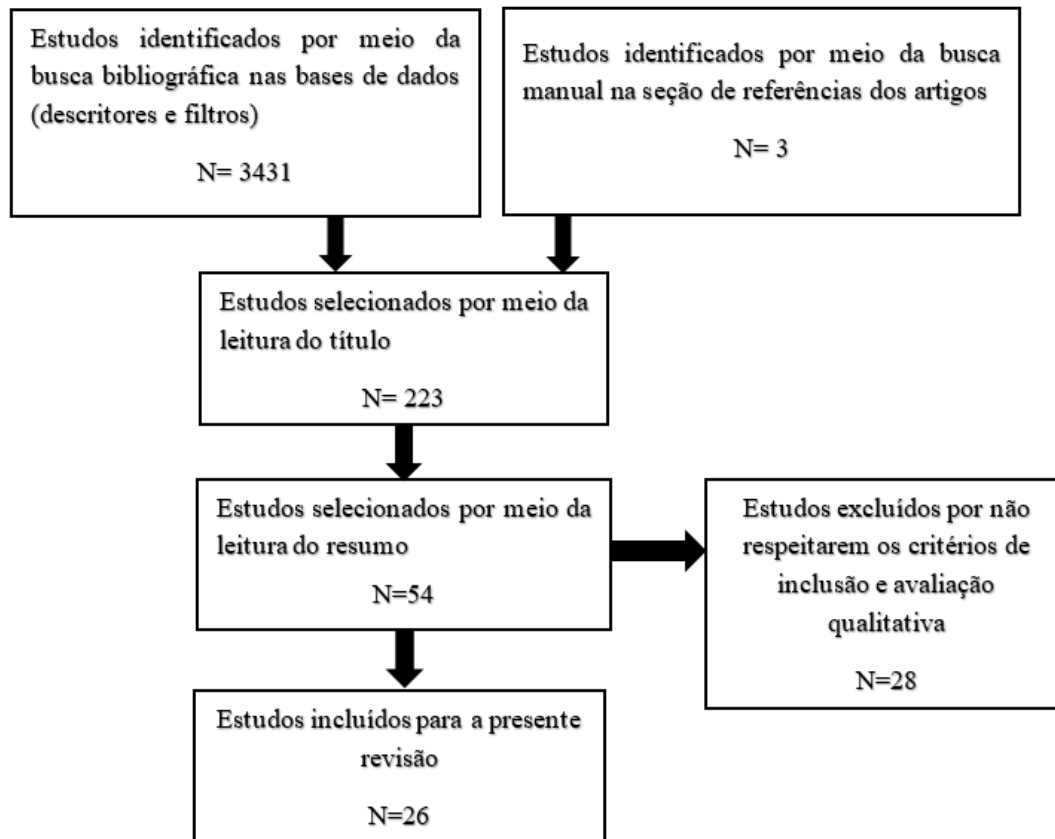 Estudos identificados por meio da
busca bibliográfica nas bases de dados
(descritores e filtros)
N= 3431
Estudos identificados por meio da busca
manual na seção de referências dos artigos
N= 3
Estudos selecionados por meio da
leitura do título
N= 223
Estudos selecionados por meio da
leitura do resumo
N=54
Estudos excluídos por não
respeitarem os critérios de
inclusão e avaliação
qualitativa
N=28
Estudos incluídos para a presente
revisão
N=26